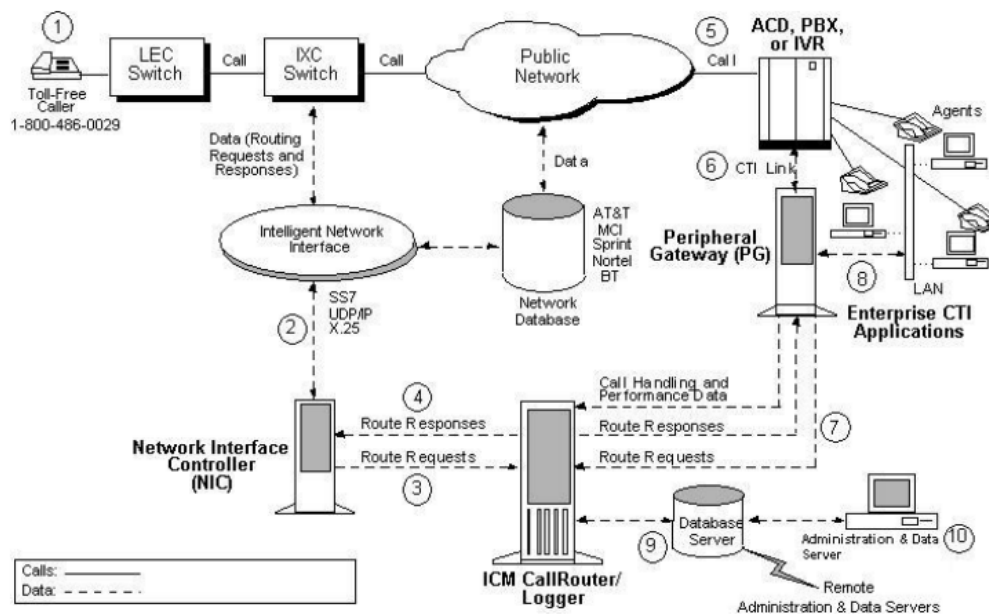 1
Toll-Free
Caller
1-800-486-0029
LEC
Switch
Call
IXC
Switch
Call
Public
Network
5
Call
ACD, PBX,
or IVR
Agents
Data (Routing
Requests and
Responses)
Data
6
CTI Link
Intelligent Network
Interface
AT&T
MCI
Sprint
Nortel
BT
Network
Database
Peripheral
Gateway (PG)
8
LAN
Enterprise CTI
Applications
2
SS7
UDP/IP
X.25
Call Handling and
Performance Data
4
Route Responses
Route Responses
7
Network Interface
Controller
(NIC)
Route Requests
Route Requests
3
9
Database
Server
Administration & Data
Server
10
ICM CallRouter/
Logger
Remote
Administration & Data Servers
Calls:
Data: